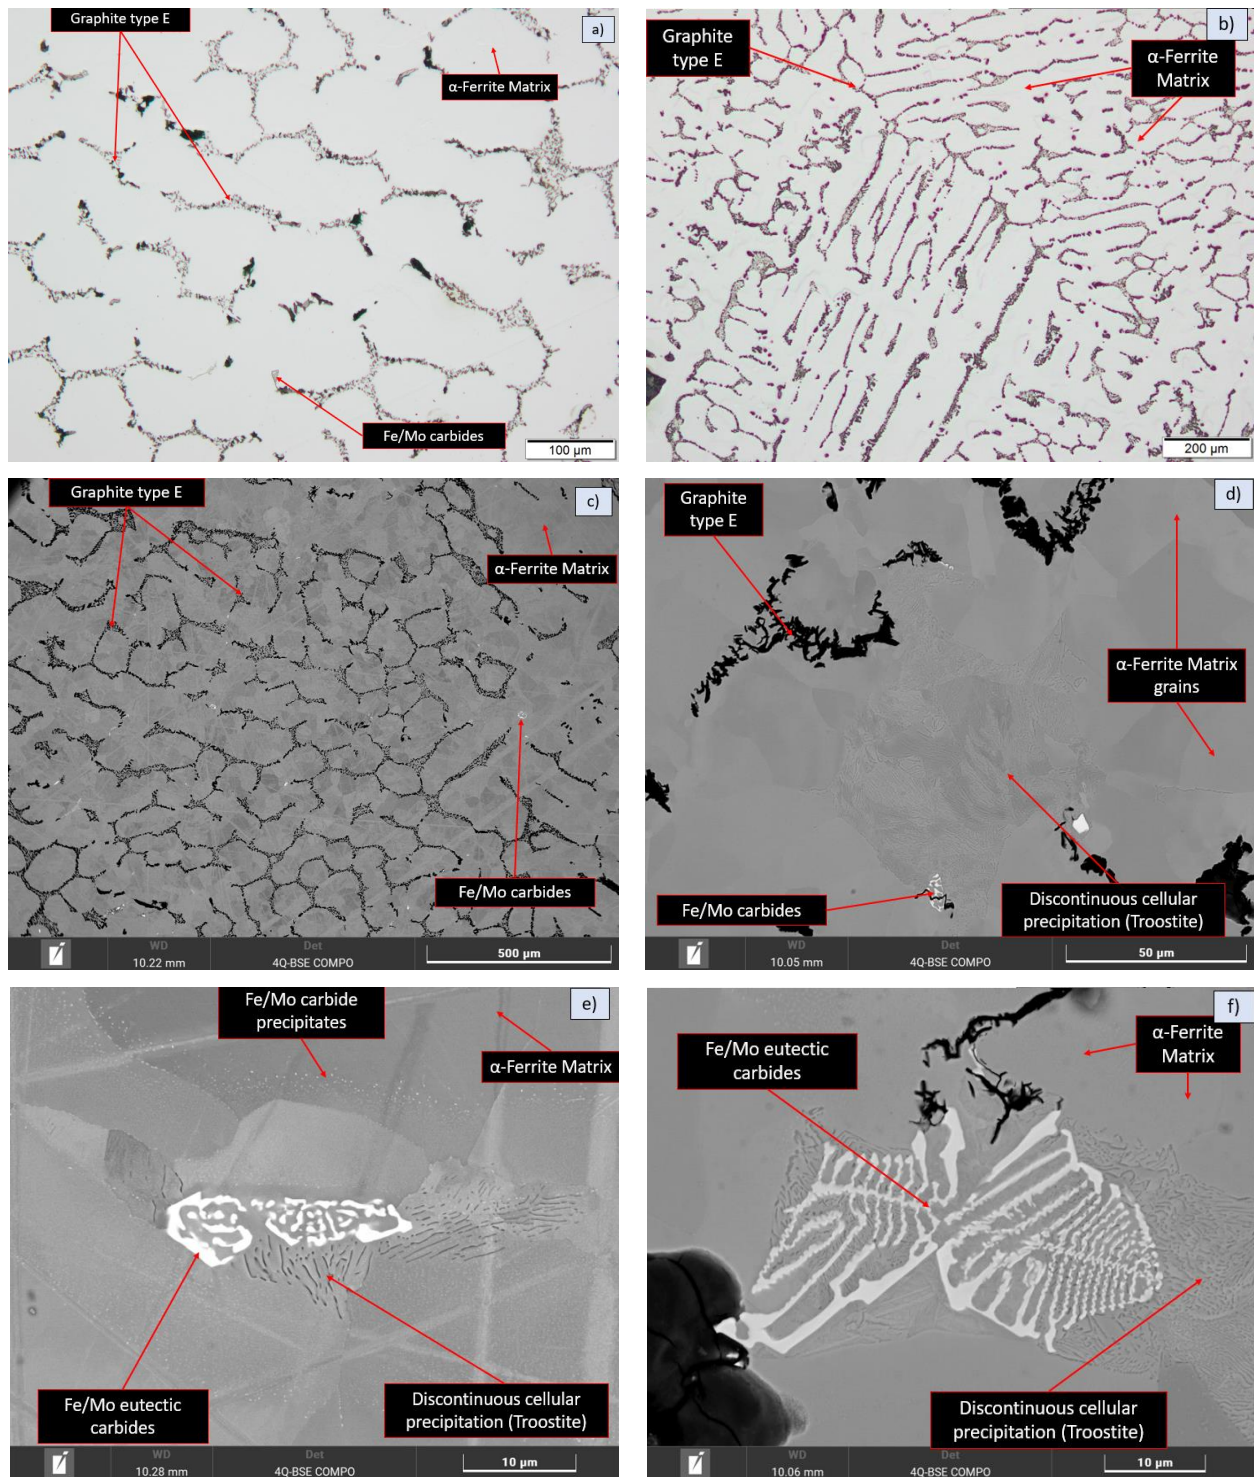 Graphite type E
a)
α-Ferrite Matrix
Fe/Mo carbides
100 µm
b)
Graphite
type E
α-Ferrite
Matrix
200 µm
Graphite type E
c)
α-Ferrite Matrix
Fe/Mo carbides
WD
10.22 mm
Det
4Q-BSE COMPO
500 µm
Graphite
type E
d)
α-Ferrite Matrix
grains
Fe/Mo carbides
Discontinuous cellular
precipitation (Troostite)
WD
10.05 mm
Det
4Q-BSE COMPO
50 µm
Fe/Mo carbide
precipitates
e)
α-Ferrite Matrix
Fe/Mo eutectic
carbides
Discontinuous cellular
precipitation (Troostite)
WD
10.28 mm
Det
4Q-BSE COMPO
10 µm
f)
Fe/Mo eutectic
carbides
α-Ferrite
Matrix
Discontinuous cellular
precipitation (Troostite)
WD
10.06 mm
Det
4Q-BSE COMPO
10 µm